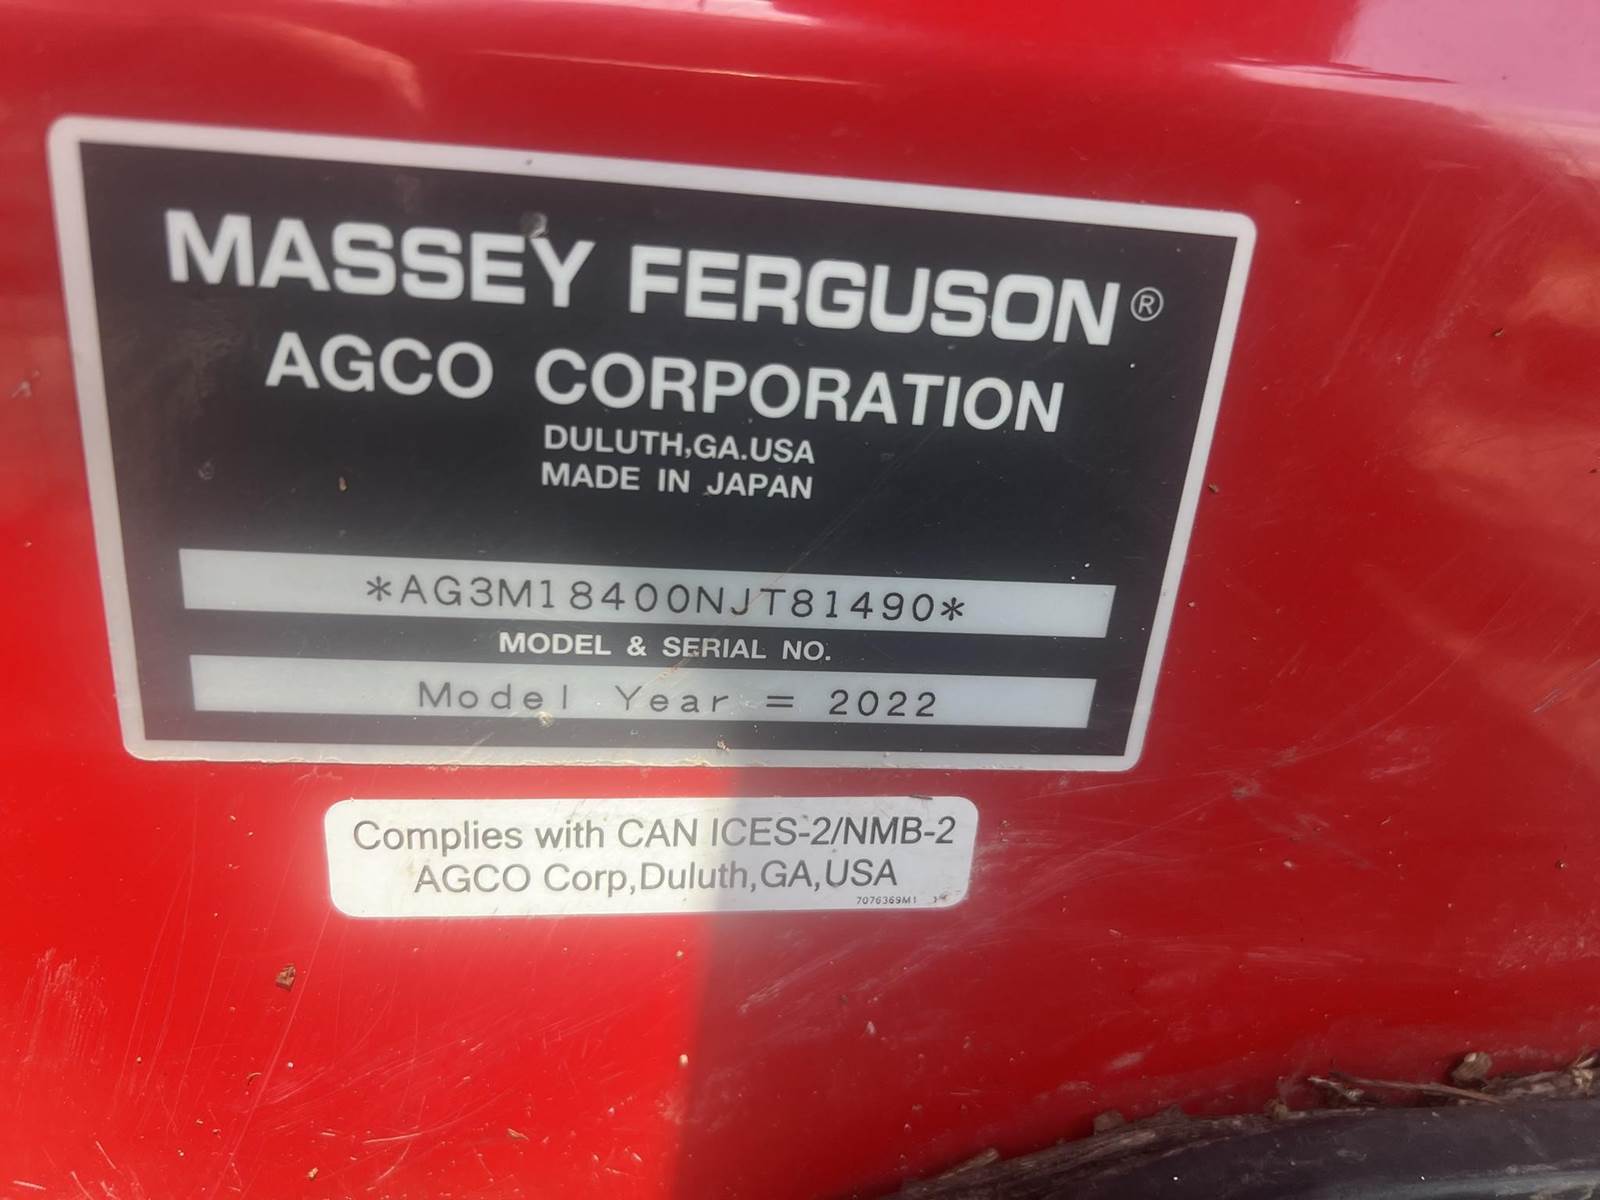 MASSEY FERGUSON®
AGCO CORPORATION
DULUTH,GA.USA
MADE IN JAPAN
*AG3M18400NJT81490*
MODEL & SERIAL NO.
Model Year = 2022
Complies with CAN ICES-2/NMB-2
AGCO Corp,Duluth,GA,USA
7076369M1